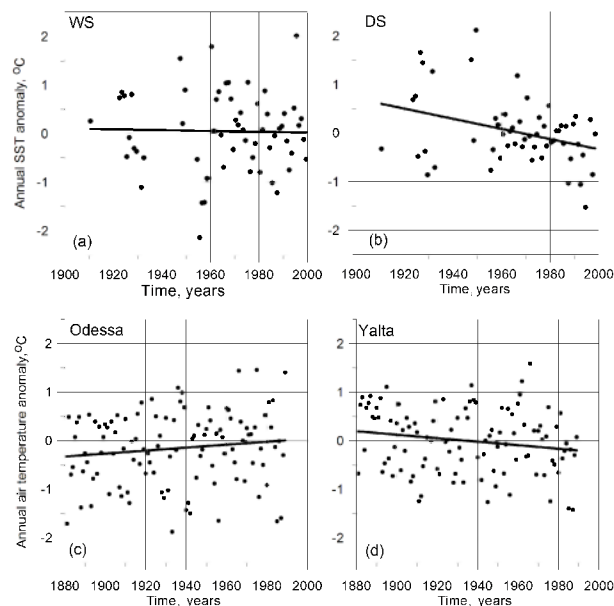 WS
DS
Annual SST anomaly, °C
2
1
0
-1
-2
(a)
1900 1920 1940 1960 1980 2000
Time, years
2
1
0
-1
-2
(b)
1900 1920 1940 1980 2000
Time, years
Odessa
Yalta
Annual air temperature anomaly, °C
2
1
0
-1
-2
(c)
1880 1900 1920 1940 1960 1980 2000
Time, years
2
1
0
-1
-2
(d)
1880 1900 1920 1940 1960 1980 2000
Time, years